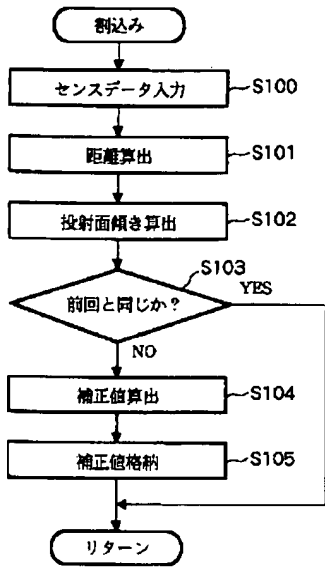 割込み
センスデータ入力
S100
距離算出
S101
投射面傾き算出
S102
S103
前回と同じか?
YES
NO
補正値算出
S104
補正値格納
S105
リターン